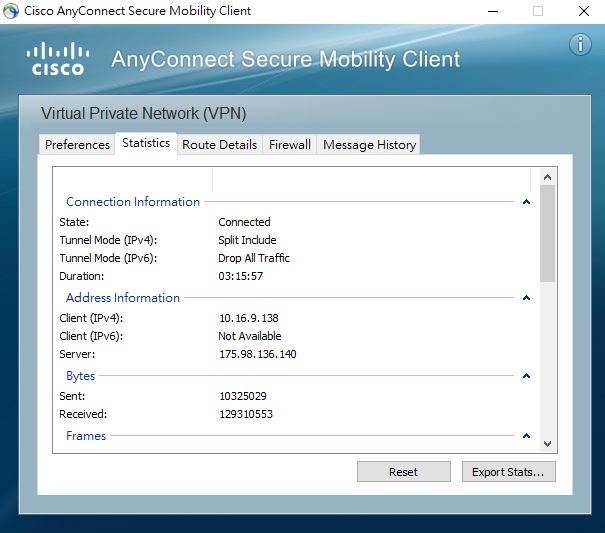 Cisco AnyConnect Secure Mobility Client
CISCO AnyConnect Secure Mobility Client
Virtual Private Network (VPN)
Preferences Statistics Route Details Firewall Message History
Connection Information
State: Connected
Tunnel Mode (IPv4): Split Include
Tunnel Mode (IPv6): Drop All Traffic
Duration: 03:15:57
Address Information
Client (IPv4): 10.16.9.138
Client (IPv6): Not Available
Server: 175.98.136.140
Bytes
Sent: 10325029
Received: 129310553
Frames
Reset Export Stats...